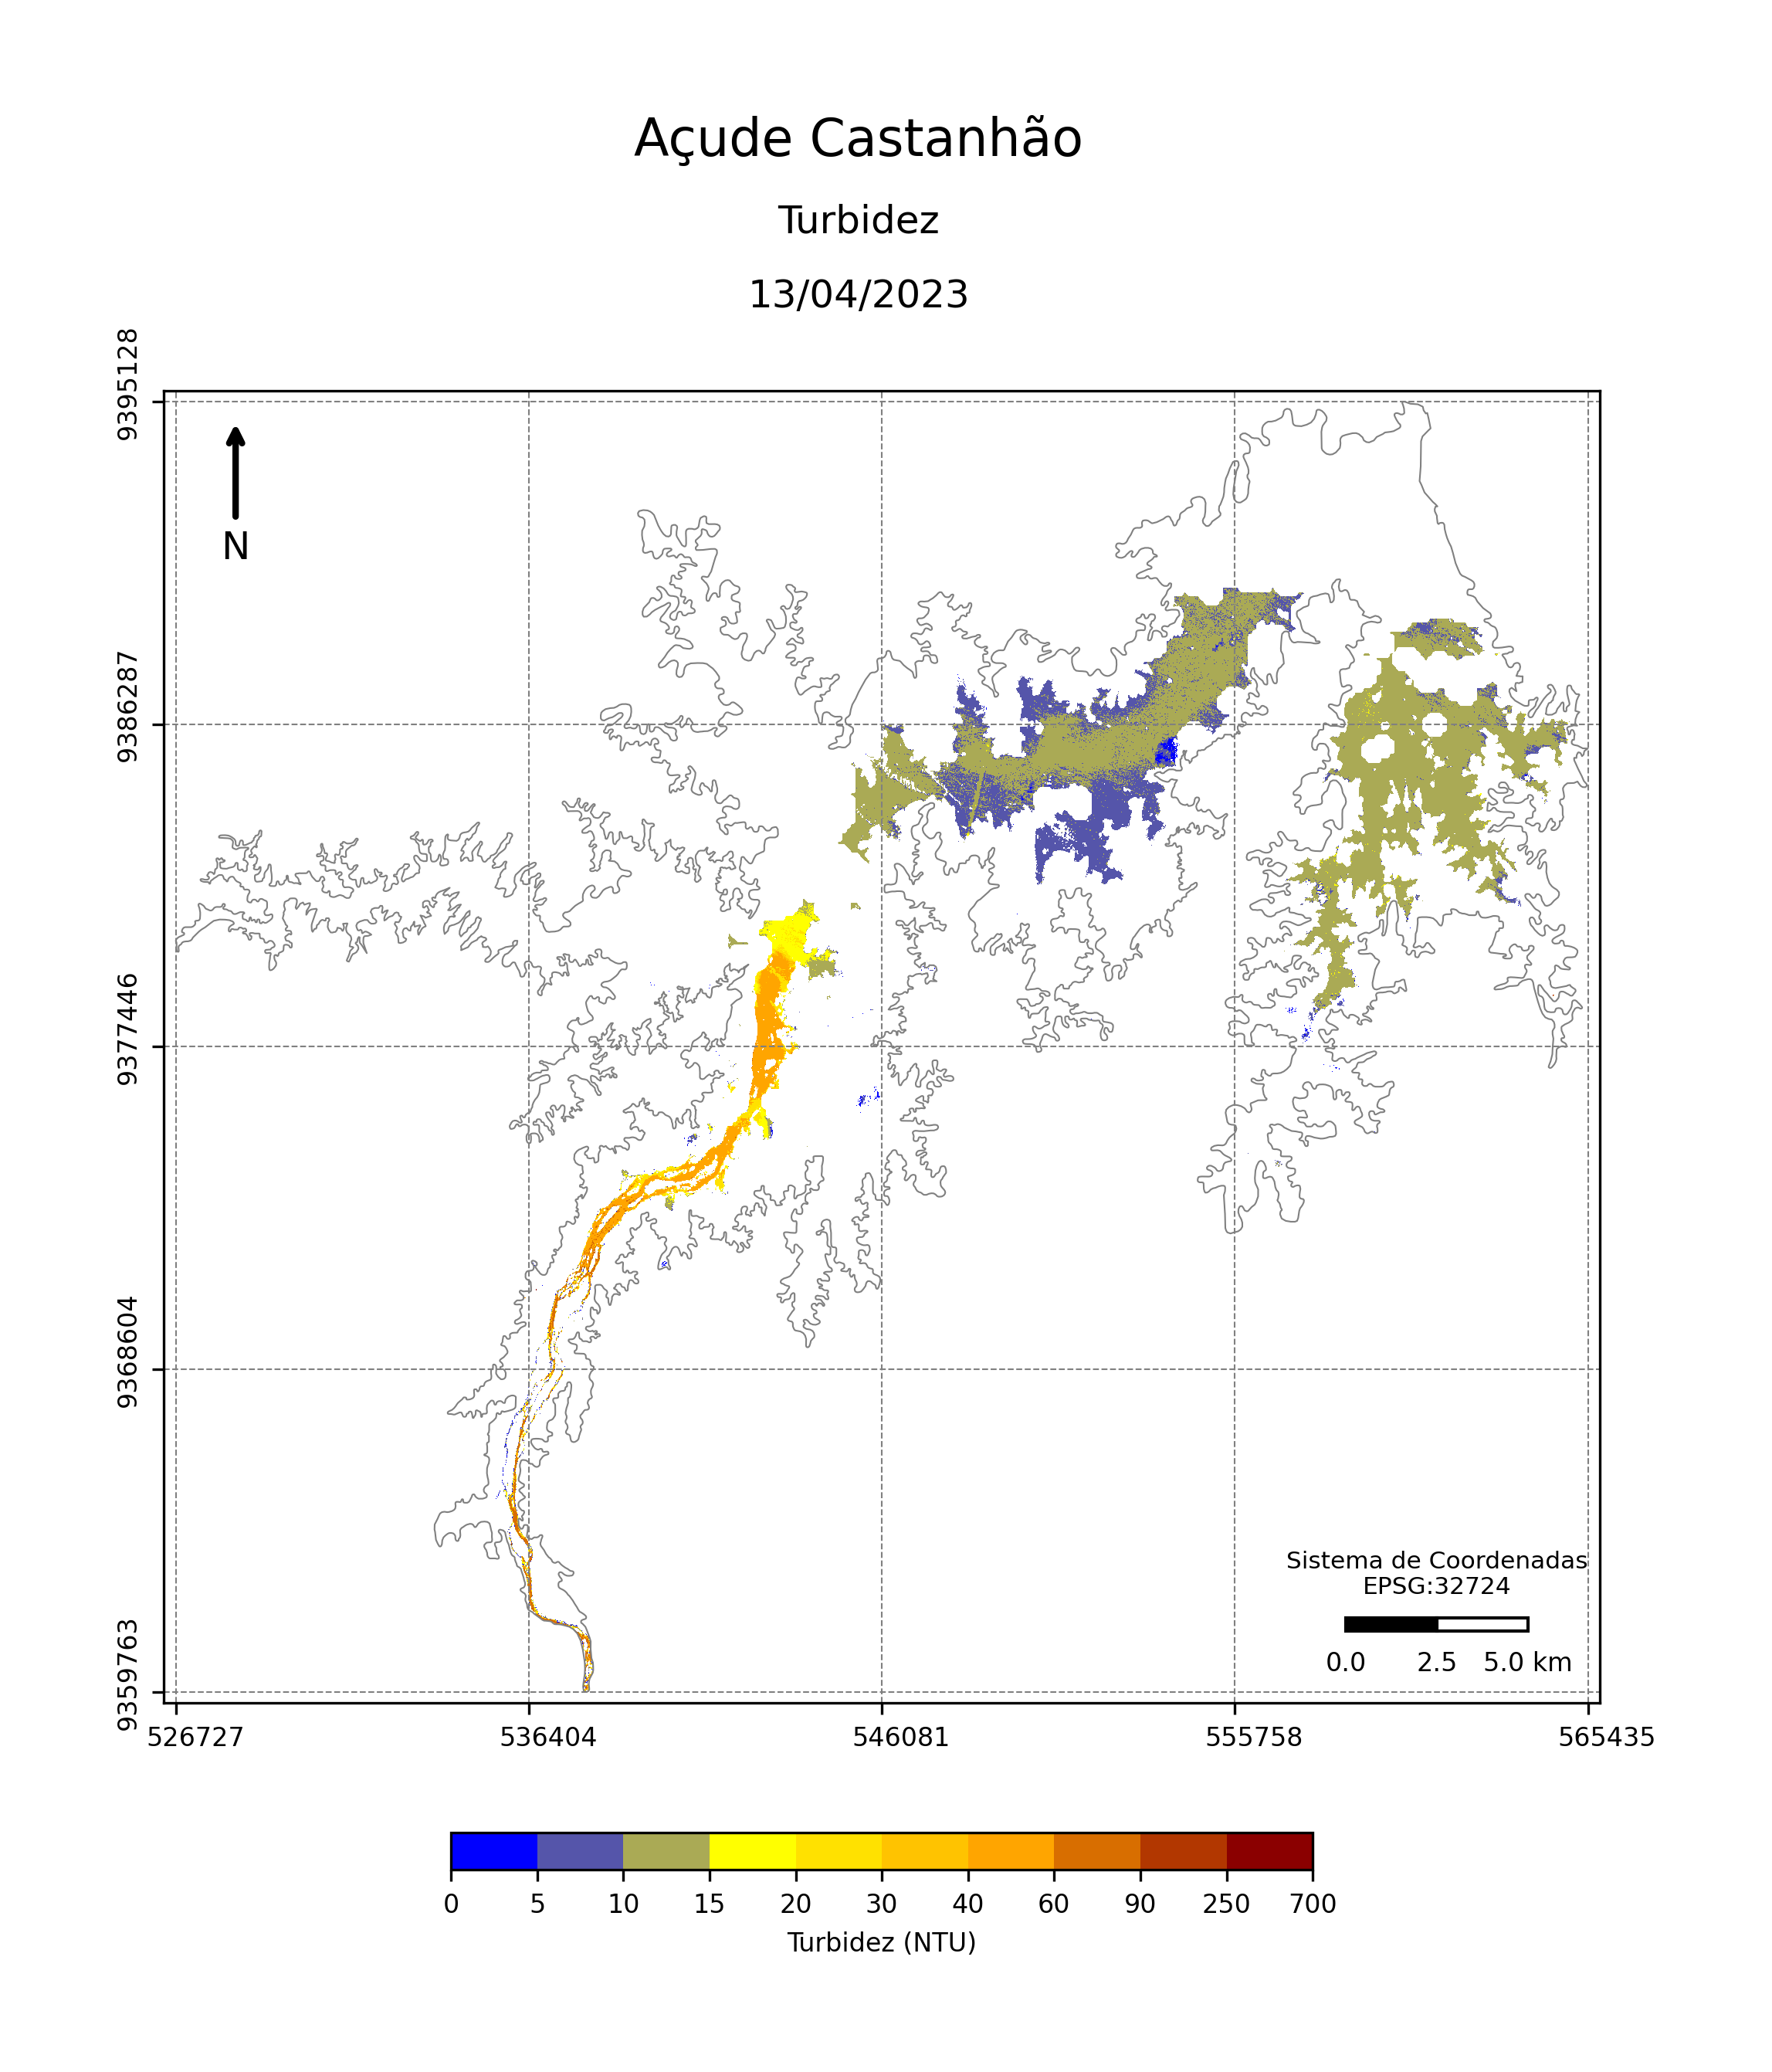 Açude Castanhão
Turbidez
13/04/2023
9395128
9386287
9377446
9368604
9359763
N
Sistema de Coordenadas
EPSG:32724
0.0 2.5 5.0 km
526727 536404 546081 555758 565435
0 5 10 15 20 30 40 60 90 250 700
Turbidez (NTU)